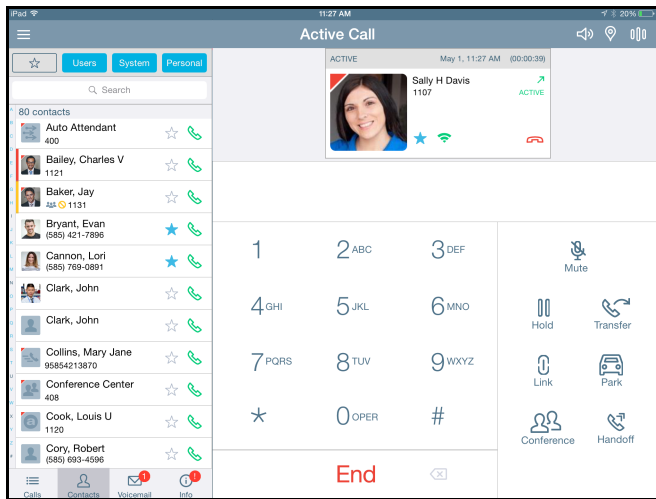 iPad 11:27 AM 20%
Active Call
Users System Personal
Search
80 contacts
Auto Attendant
400
Bailey, Charles V
1121
Baker, Jay
1131
Bryant, Evan
(585) 421-7896
Cannon, Lori
(585) 769-0891
Clark, John
Clark, John
Collins, Mary Jane
95854213870
Conference Center
408
Cook, Louis U
1120
Cory, Robert
(585) 693-4596
Calls Contacts Voicemail 1 Info !
ACTIVE May 1, 11:27 AM (00:00:39)
Sally H Davis
1107
ACTIVE
1 2 ABC 3 DEF
4 GHI 5 JKL 6 MNO
7 PQRS 8 TUV 9 WXYZ
* 0 OPER #
End
Mute
Hold Transfer
Link Park
Conference Handoff